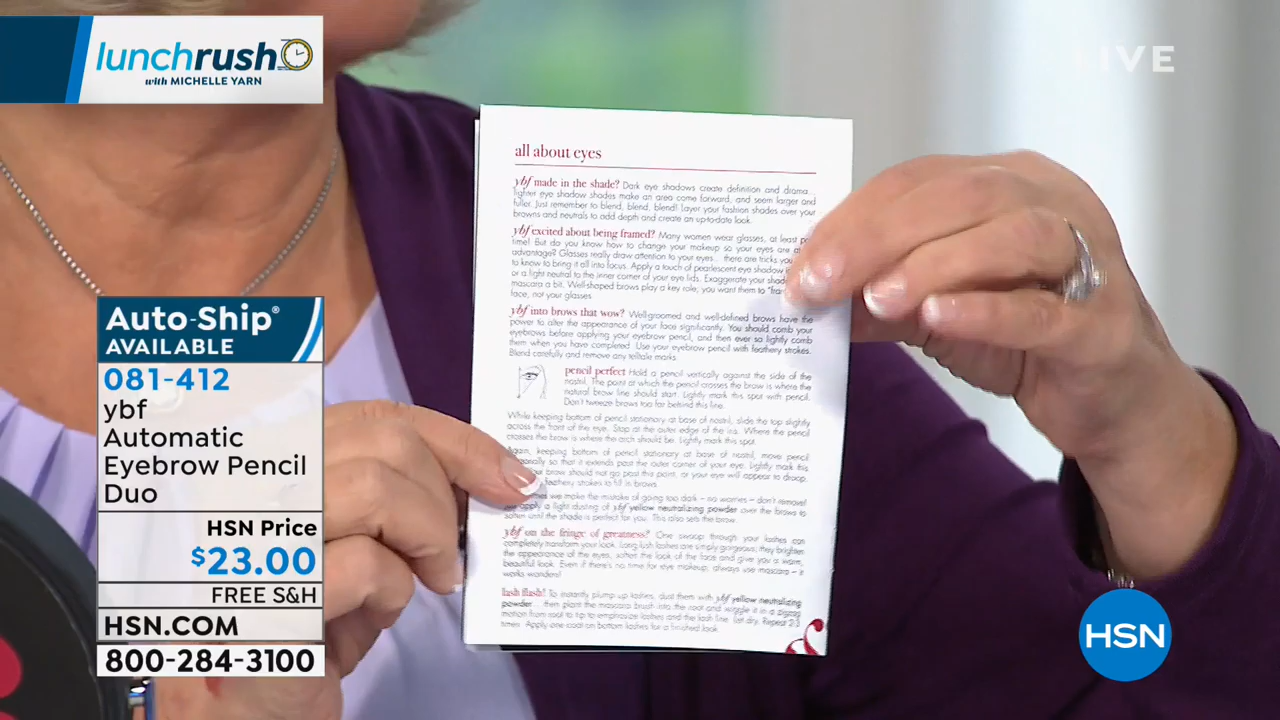 lunchrush
with MICHELLE YARN
LIVE
Auto-Ship®
AVAILABLE
081-412
ybf
Automatic
Eyebrow Pencil
Duo
HSN Price
$23.00
FREE S&H
HSN.COM
800-284-3100
all about eyes
ybf made in the shade? Dark eye shadows create definition and drama...
lighter eye shadow shades make an area come forward, and seem larger and
fuller. Just remember to blend, blend, blend! Layer your fashion shades over your
browns and neutrals to add depth and create an up-to-date look.
ybf excited about being framed? Many women wear glasses, at least
time! But do you know how to change your makeup so your eyes are
advantage? Glasses really draw attention to your eyes... there are tricks you
to know to bring it all into focus. Apply a touch of pearlescent eye shadow
or a light neutral to the inner corner of your eye lids. Exaggerate your
mascara a bit. Well-shaped brows play a key role; you want them to
face, not your glasses.
ybf into brows that wow? Well-groomed and well-defined brows have the
power to alter the appearance of your face significantly. You should comb your
eyebrows before applying your eyebrow pencil, and then ever so lightly comb
them when you have completed. Use your eyebrow pencil with feathery strokes.
Blend carefully and remove any telltale marks.
pencil perfect Hold a pencil vertically against the side of the
nostril. The point at which the pencil crosses the brow is where the
natural brow line should start. Lightly mark this spot with pencil.
Don't tweeze brows too far behind this line.
While keeping bottom of pencil stationary at base of nostril, slide the top slightly
across the front of the eye. Stop at the outer edge of the iris. Where the pencil
crosses the brow is where the arch should be. Lightly mark this spot.
Again, keeping bottom of pencil stationary at base of nostril, move pencil
so that it extends past the outer corner of your eye. Lightly mark this
your brow should not go past this point, or your eye will appear to droop.
feathery strokes to fill in brows.
we make the mistake of going too dark – no worries – don't remove!
apply a light dusting of ybf yellow neutralizing powder over the brows to
soften until the shade is perfect for you. This also sets the brow.
ybf on the fringe of greatness? One swoop through your lashes can
completely transform your look. Long lush lashes are simply gorgeous; they brighten
the appearance of the eyes, soften the look of the face and give you a warm,
beautiful look. Even if there's no time for eye makeup, always use mascara – it
works wonders!
lash flash! To instantly plump up lashes, dust them with ybf yellow neutralizing
powder... then plant the mascara brush into the root and wiggle it in a zigzag
motion from root to tip to emphasize lashes and the lash line. Let dry. Repeat 2-3
times. Apply one coat on bottom lashes for a finished look.
HSN